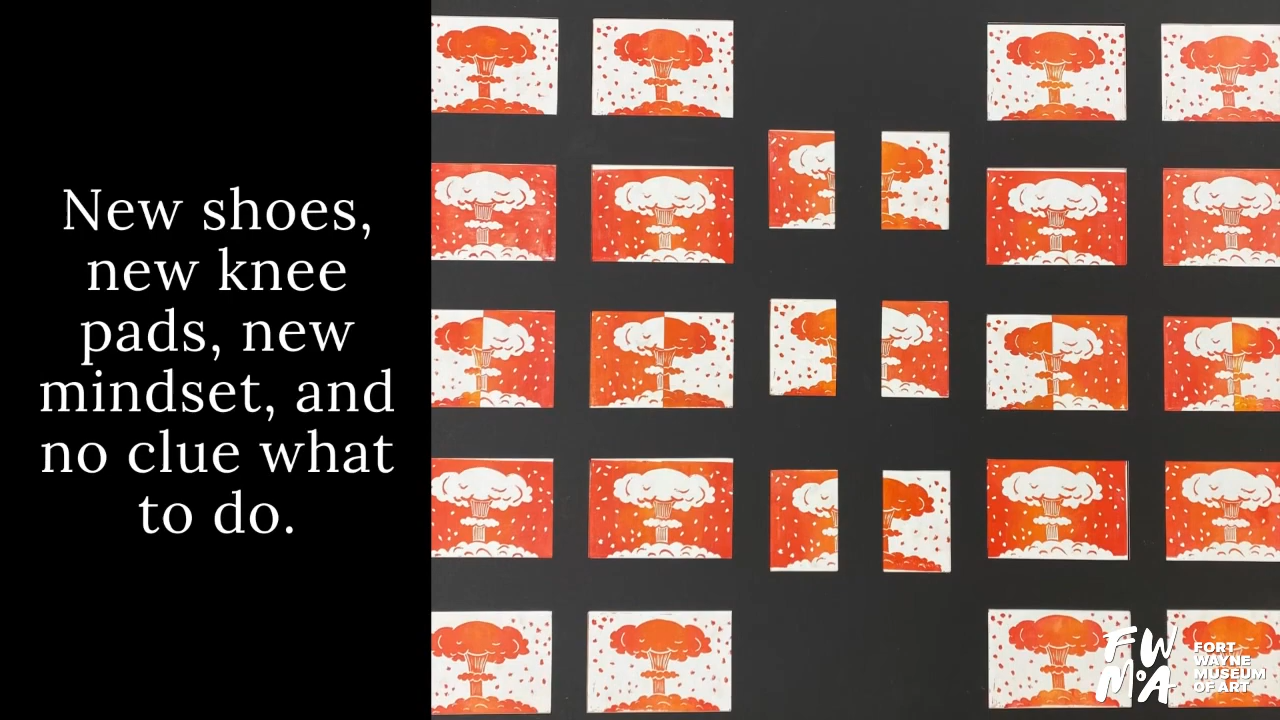 New shoes,
new knee
pads, new
mindset, and
no clue what
to do.
FW
MoA
FORT
WAYNE
MUSEUM
OF ART